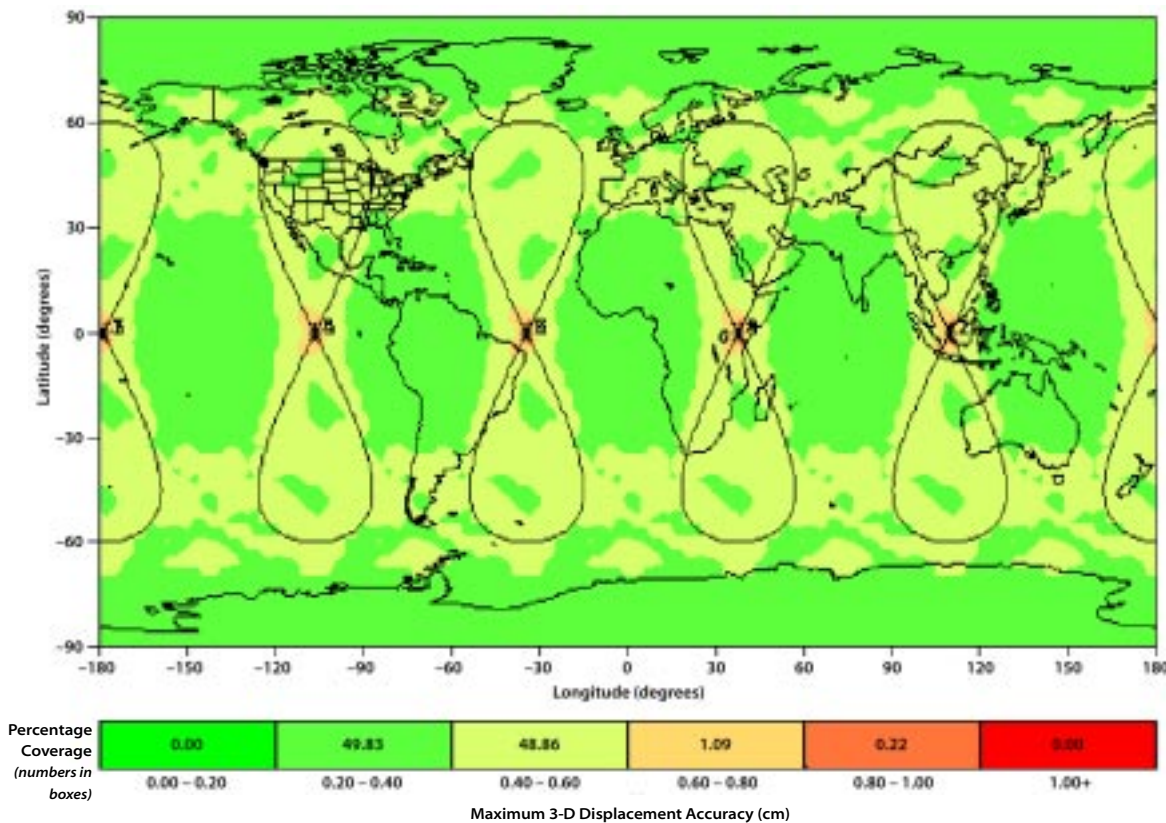 90
60
30
0
−30
−60
−90
Latitude (degrees)
−180 −150 −120 −90 −60 −30 0 30 60 90 120 150 180
Longitude (degrees)
Percentage
Coverage
(numbers in
boxes)
0.00 49.83 48.86 1.09 0.22 0.00
0.00 – 0.20 0.20 – 0.40 0.40 – 0.60 0.60 – 0.80 0.80 – 1.00 1.00+
Maximum 3-D Displacement Accuracy (cm)